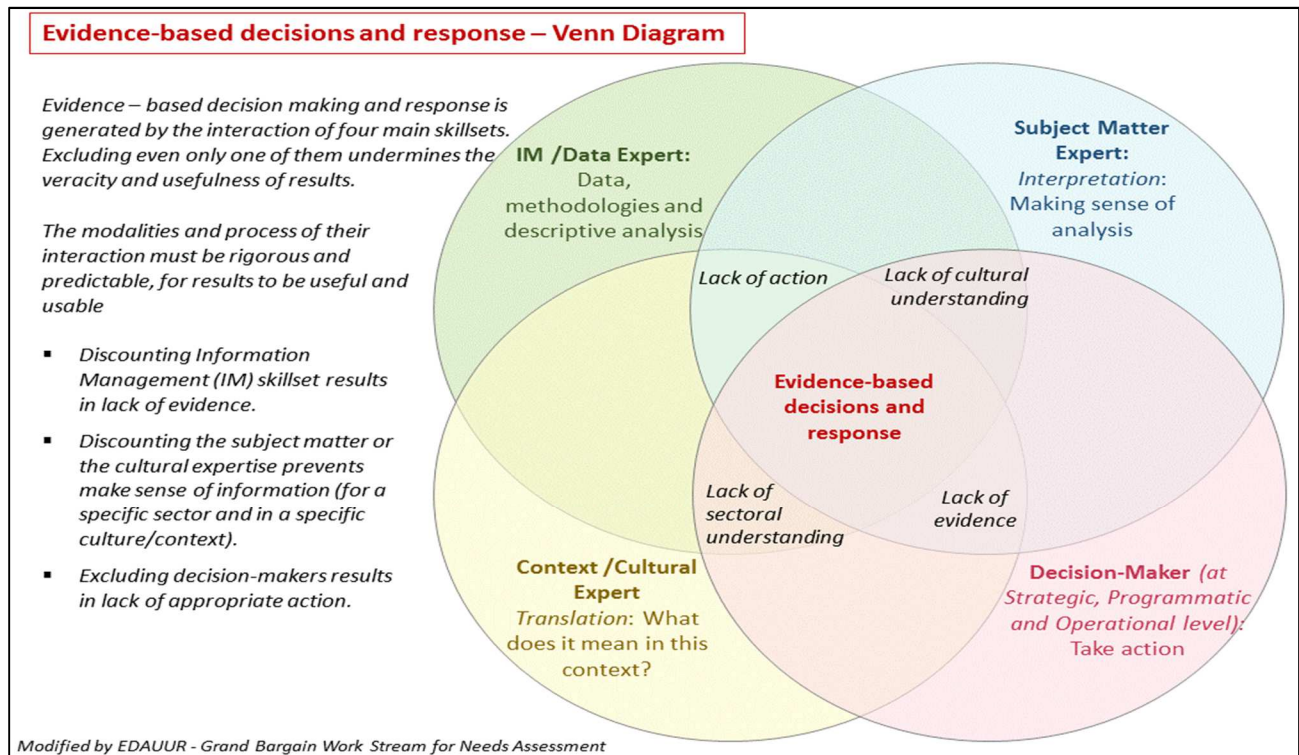 Evidence-based decisions and response – Venn Diagram
Evidence – based decision making and response is
generated by the interaction of four main skillsets.
Excluding even only one of them undermines the
veracity and usefulness of results.
The modalities and process of their
interaction must be rigorous and
predictable, for results to be useful and
usable
▪ Discounting Information
Management (IM) skillset results
in lack of evidence.
▪ Discounting the subject matter or
the cultural expertise prevents
make sense of information (for a
specific sector and in a specific
culture/context).
▪ Excluding decision-makers results
in lack of appropriate action.
IM /Data Expert:
Data,
methodologies and
descriptive analysis
Subject Matter
Expert:
Interpretation:
Making sense of
analysis
Lack of action
Lack of cultural
understanding
Evidence-based
decisions and
response
Lack of
sectoral
understanding
Lack of
evidence
Context /Cultural
Expert
Translation: What
does it mean in this
context?
Decision-Maker (at
Strategic, Programmatic
and Operational level):
Take action
Modified by EDAUUR - Grand Bargain Work Stream for Needs Assessment